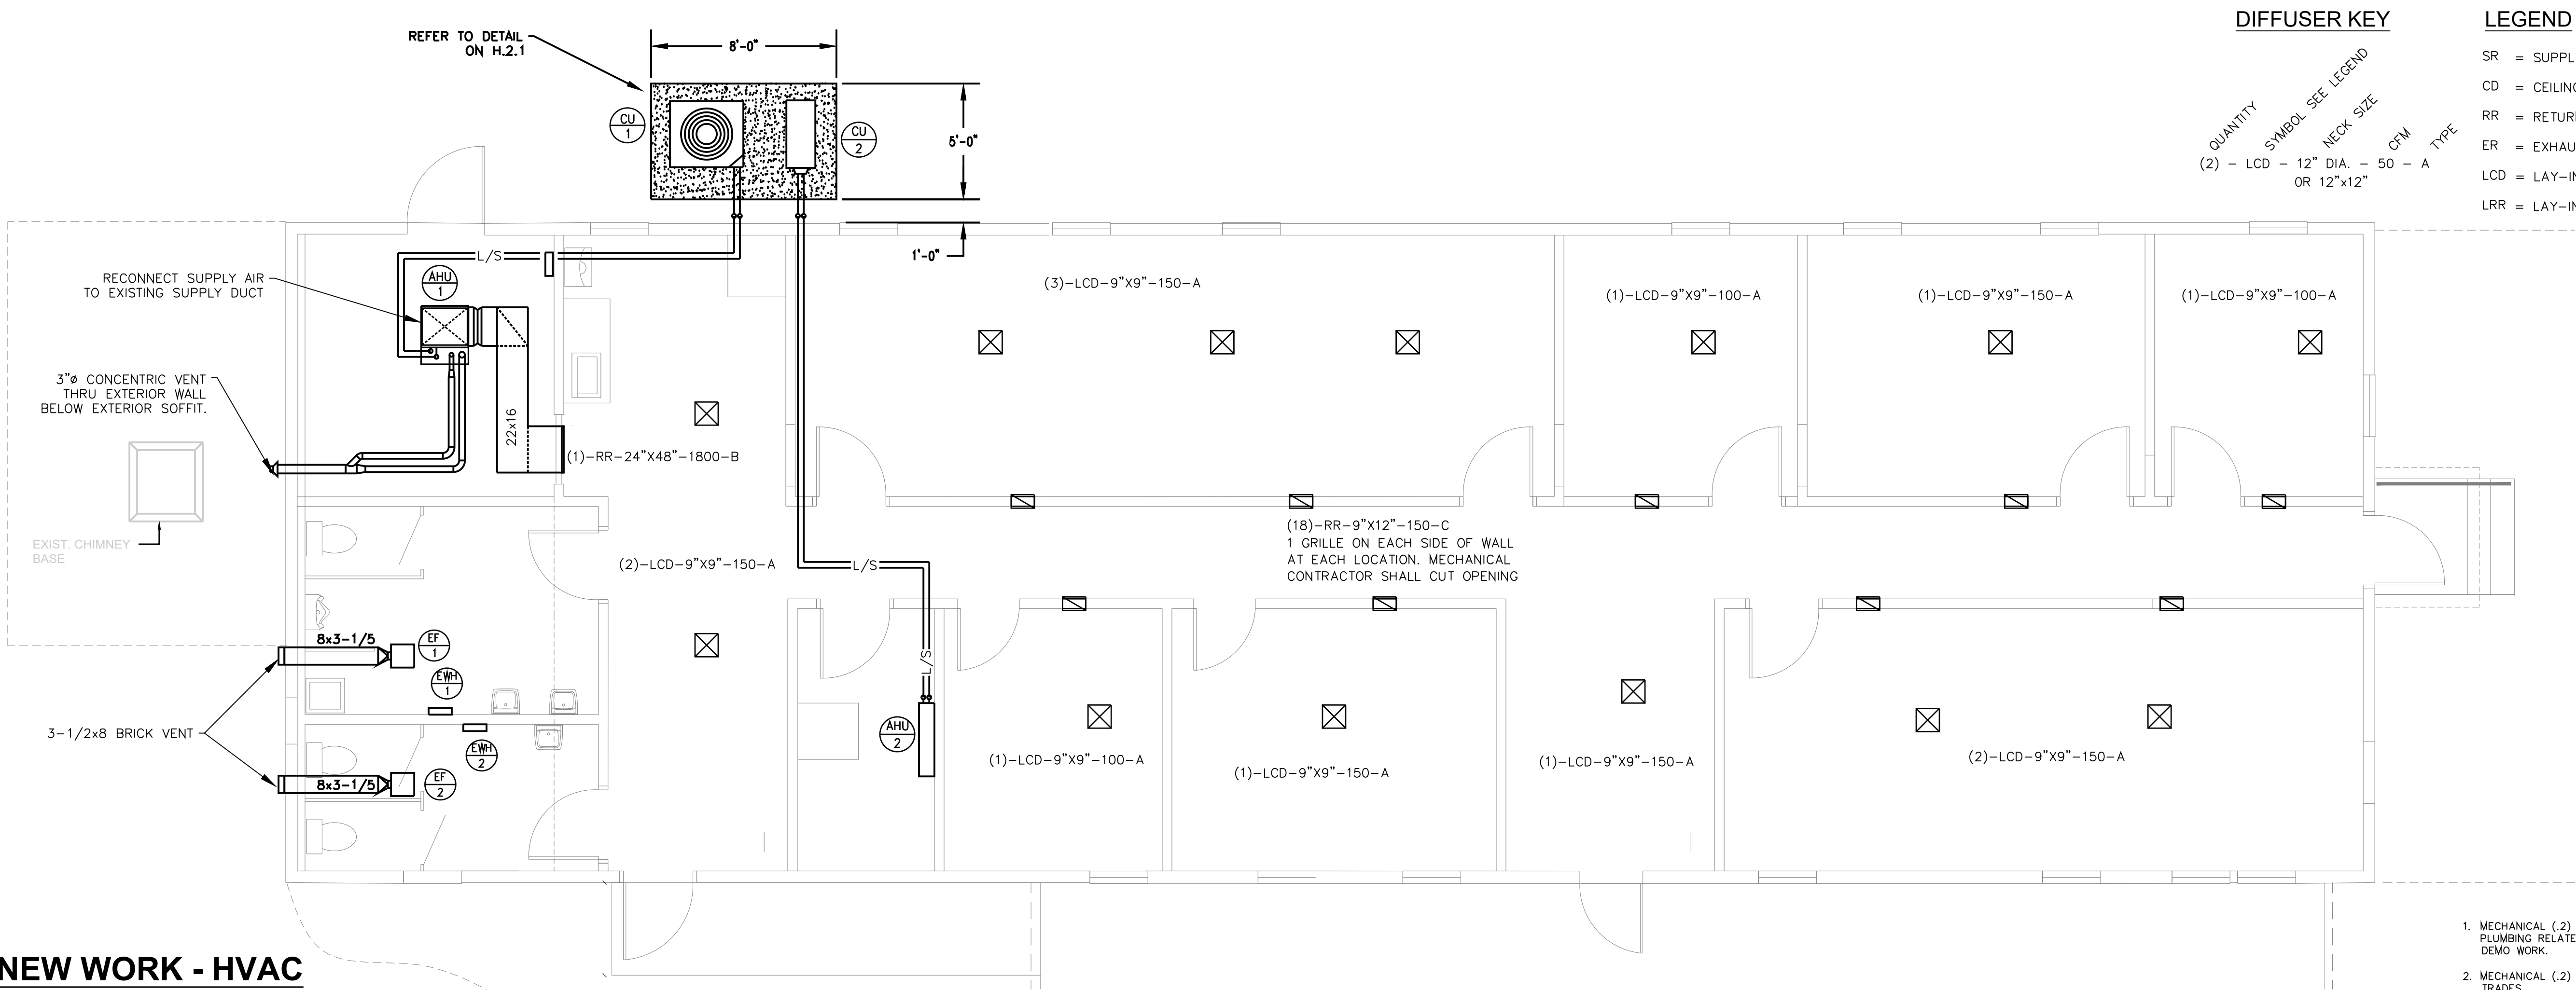 REFER TO DETAIL
ON H.2.1
8'-0"
5'-0"
1'-0"
CU
1
CU
2
DIFFUSER KEY
QUANTITY
SYMBOL SEE LEGEND
NECK SIZE
CFM
TYPE
(2) - LCD - 12" DIA. - 50 - A
OR 12"x12"
LEGEND
SR = SUPPL
CD = CEILING
RR = RETUR
ER = EXHAU
LCD = LAY-IN
LRR = LAY-IN
RECONNECT SUPPLY AIR
TO EXISTING SUPPLY DUCT
AHU
1
L/S
22x16
3"ø CONCENTRIC VENT
THRU EXTERIOR WALL
BELOW EXTERIOR SOFFIT.
EXIST. CHIMNEY
BASE
(1)-RR-24"X48"-1800-B
(3)-LCD-9"X9"-150-A
(1)-LCD-9"X9"-100-A
(1)-LCD-9"X9"-150-A
(1)-LCD-9"X9"-100-A
(18)-RR-9"X12"-150-C
1 GRILLE ON EACH SIDE OF WALL
AT EACH LOCATION. MECHANICAL
CONTRACTOR SHALL CUT OPENING
(2)-LCD-9"X9"-150-A
L/S
L/S
8x3-1/5
EF
1
EWH
1
3-1/2x8 BRICK VENT
EWH
2
8x3-1/5
EF
2
AHU
2
(1)-LCD-9"X9"-100-A
(1)-LCD-9"X9"-150-A
(1)-LCD-9"X9"-150-A
(2)-LCD-9"X9"-150-A
NEW WORK - HVAC
1. MECHANICAL (.2)
PLUMBING RELATE
DEMO WORK.
2. MECHANICAL (.2)
TRADES